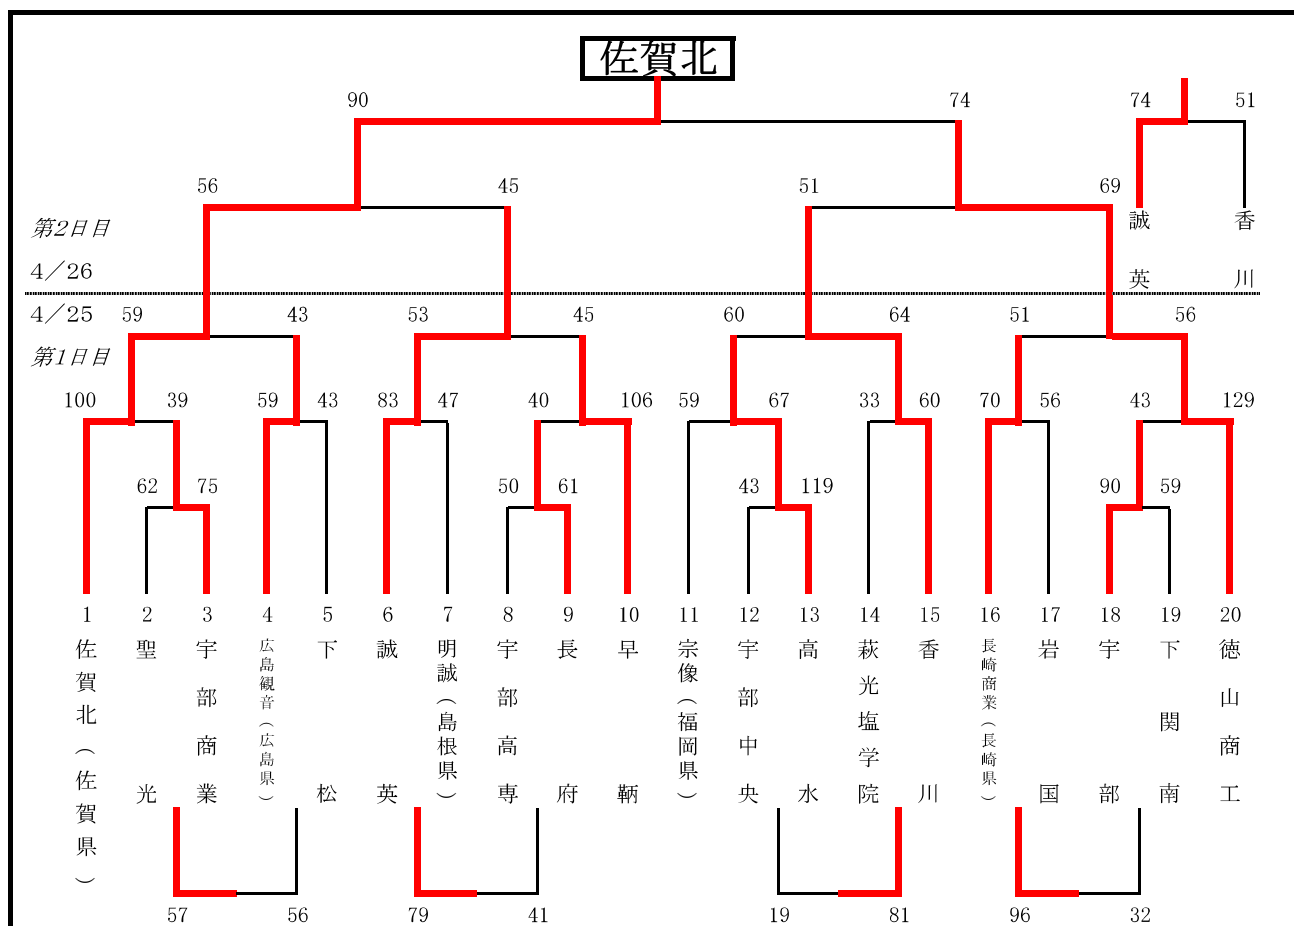 佐賀北
90 74 74 51
56 45 51 69
第2日目
誠英 香川
4／26
4／25
59 43 53 45 60 64 51 56
第1日目
100 39 59 43 83 47 40 106 59 67 33 60 70 56 43 129
62 75 50 61 43 119 90 59
1 2 3 4 5 6 7 8 9 10 11 12 13 14 15 16 17 18 19 20
佐賀北（佐賀県）
聖光
宇部商業
広島観音（広島県）
下松
誠英
明誠（島根県）
宇部高専
長府
早鞆
宗像（福岡県）
宇部中央
高水
萩光塩学院
香川
長崎商業（長崎県）
岩国
宇部
下関南
徳山商工
57 56 79 41 19 81 96 32